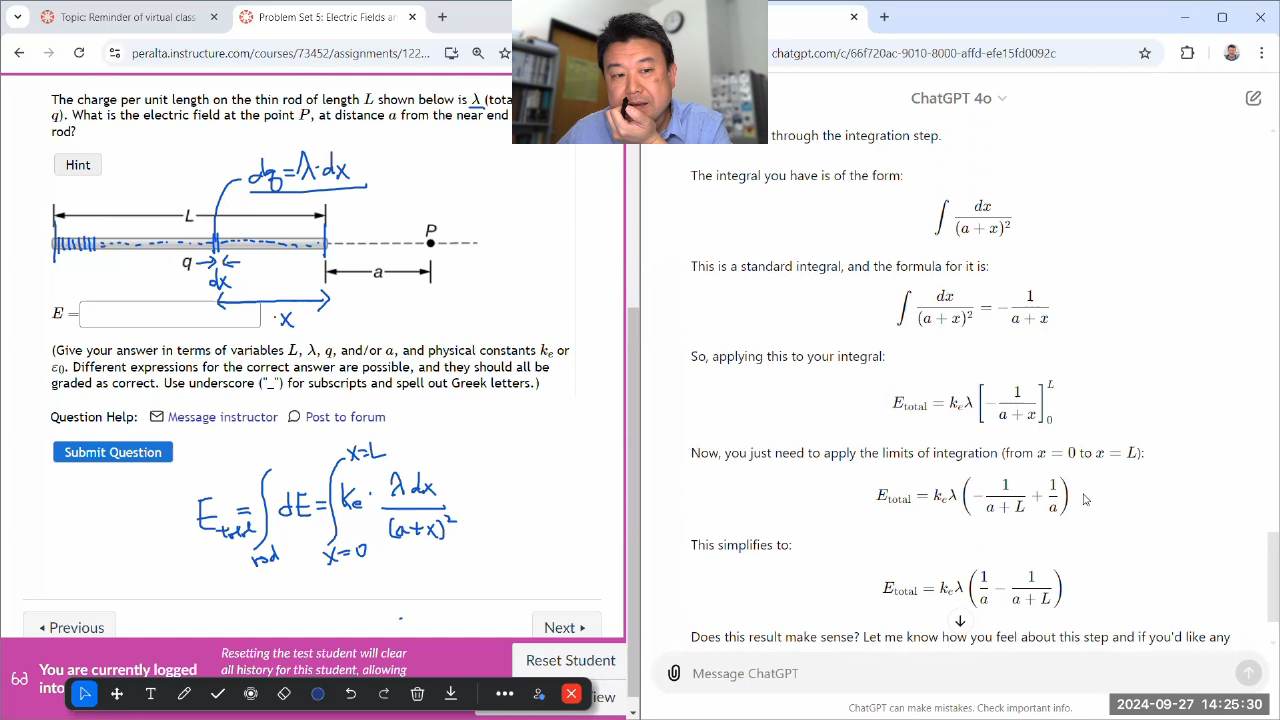 Topic Reminder of virtual class
Problem Set 5: Electric Fields an
peralta.instructure.com/courses/73452/assignments/122...
chatgpt.com/c/66f720ac-9010-8000-affd-efe15fd0092c
The charge per unit length on the thin rod of length L shown below is λ (tota
q). What is the electric field at the point P, at distance a from the near end
rod?
Hint
dq = λ·dx
L
P
q
dx
a
x
E =
(Give your answer in terms of variables L, λ, q, and/or a, and physical constants k_e or
ε_0. Different expressions for the correct answer are possible, and they should all be
graded as correct. Use underscore ("_") for subscripts and spell out Greek letters.)
Question Help: Message instructor Post to forum
Submit Question
E_total = ∫_rod dE = ∫_{x=0}^{x=L} k_e · λdx / (a+x)^2
Previous
Next
You are currently logged
into
Resetting the test student will clear
all history for this student, allowing
Reset Student
ChatGPT 4o
through the integration step.
The integral you have is of the form:
∫ dx / (a + x)^2
This is a standard integral, and the formula for it is:
∫ dx / (a + x)^2 = − 1 / (a + x)
So, applying this to your integral:
E_total = k_e λ [− 1 / (a + x)]_0^L
Now, you just need to apply the limits of integration (from x = 0 to x = L):
E_total = k_e λ (− 1 / (a + L) + 1 / a)
This simplifies to:
E_total = k_e λ (1 / a − 1 / (a + L))
Does this result make sense? Let me know how you feel about this step and if you'd like any
Message ChatGPT
ChatGPT can make mistakes. Check important info.
2024-09-27 14:25:30